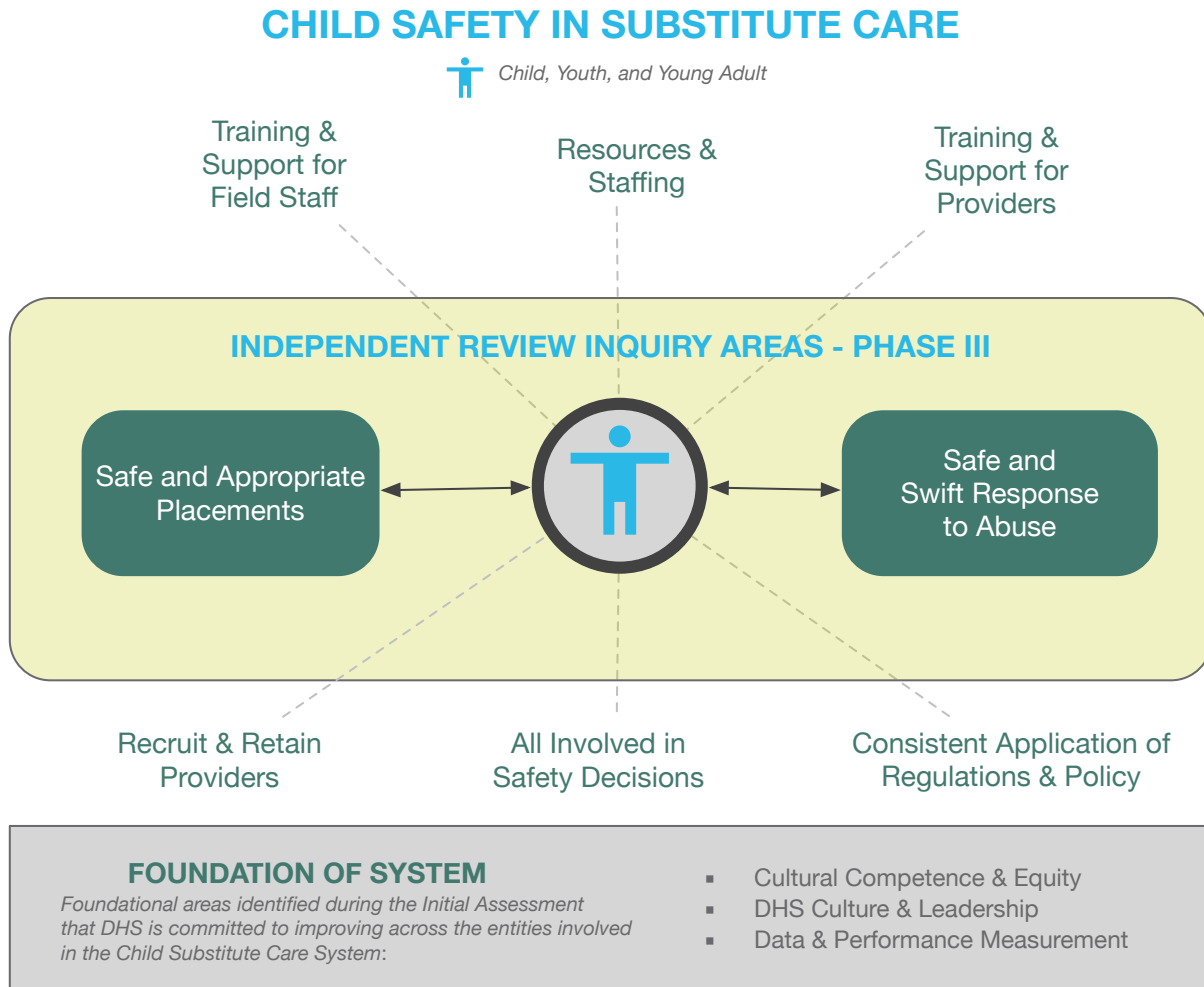 CHILD SAFETY IN SUBSTITUTE CARE
Child, Youth, and Young Adult
Training &
Support for
Field Staff
Resources &
Staffing
Training &
Support for
Providers
INDEPENDENT REVIEW INQUIRY AREAS - PHASE III
Safe and Appropriate
Placements
Safe and
Swift Response
to Abuse
Recruit & Retain
Providers
All Involved in
Safety Decisions
Consistent Application of
Regulations & Policy
FOUNDATION OF SYSTEM
Foundational areas identified during the Initial Assessment
that DHS is committed to improving across the entities involved
in the Child Substitute Care System:
▪ Cultural Competence & Equity
▪ DHS Culture & Leadership
▪ Data & Performance Measurement